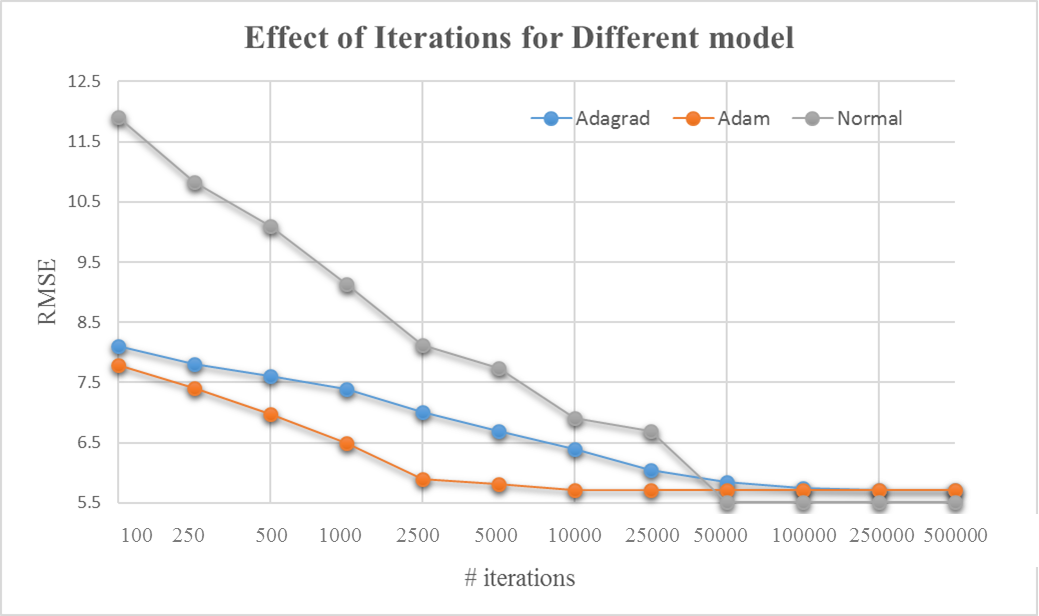 Effect of Iterations for Different model
12.5
Adagrad Adam Normal
11.5
10.5
9.5
RMSE
8.5
7.5
6.5
5.5
100 250 500 1000 2500 5000 10000 25000 50000 100000 250000 500000
# iterations